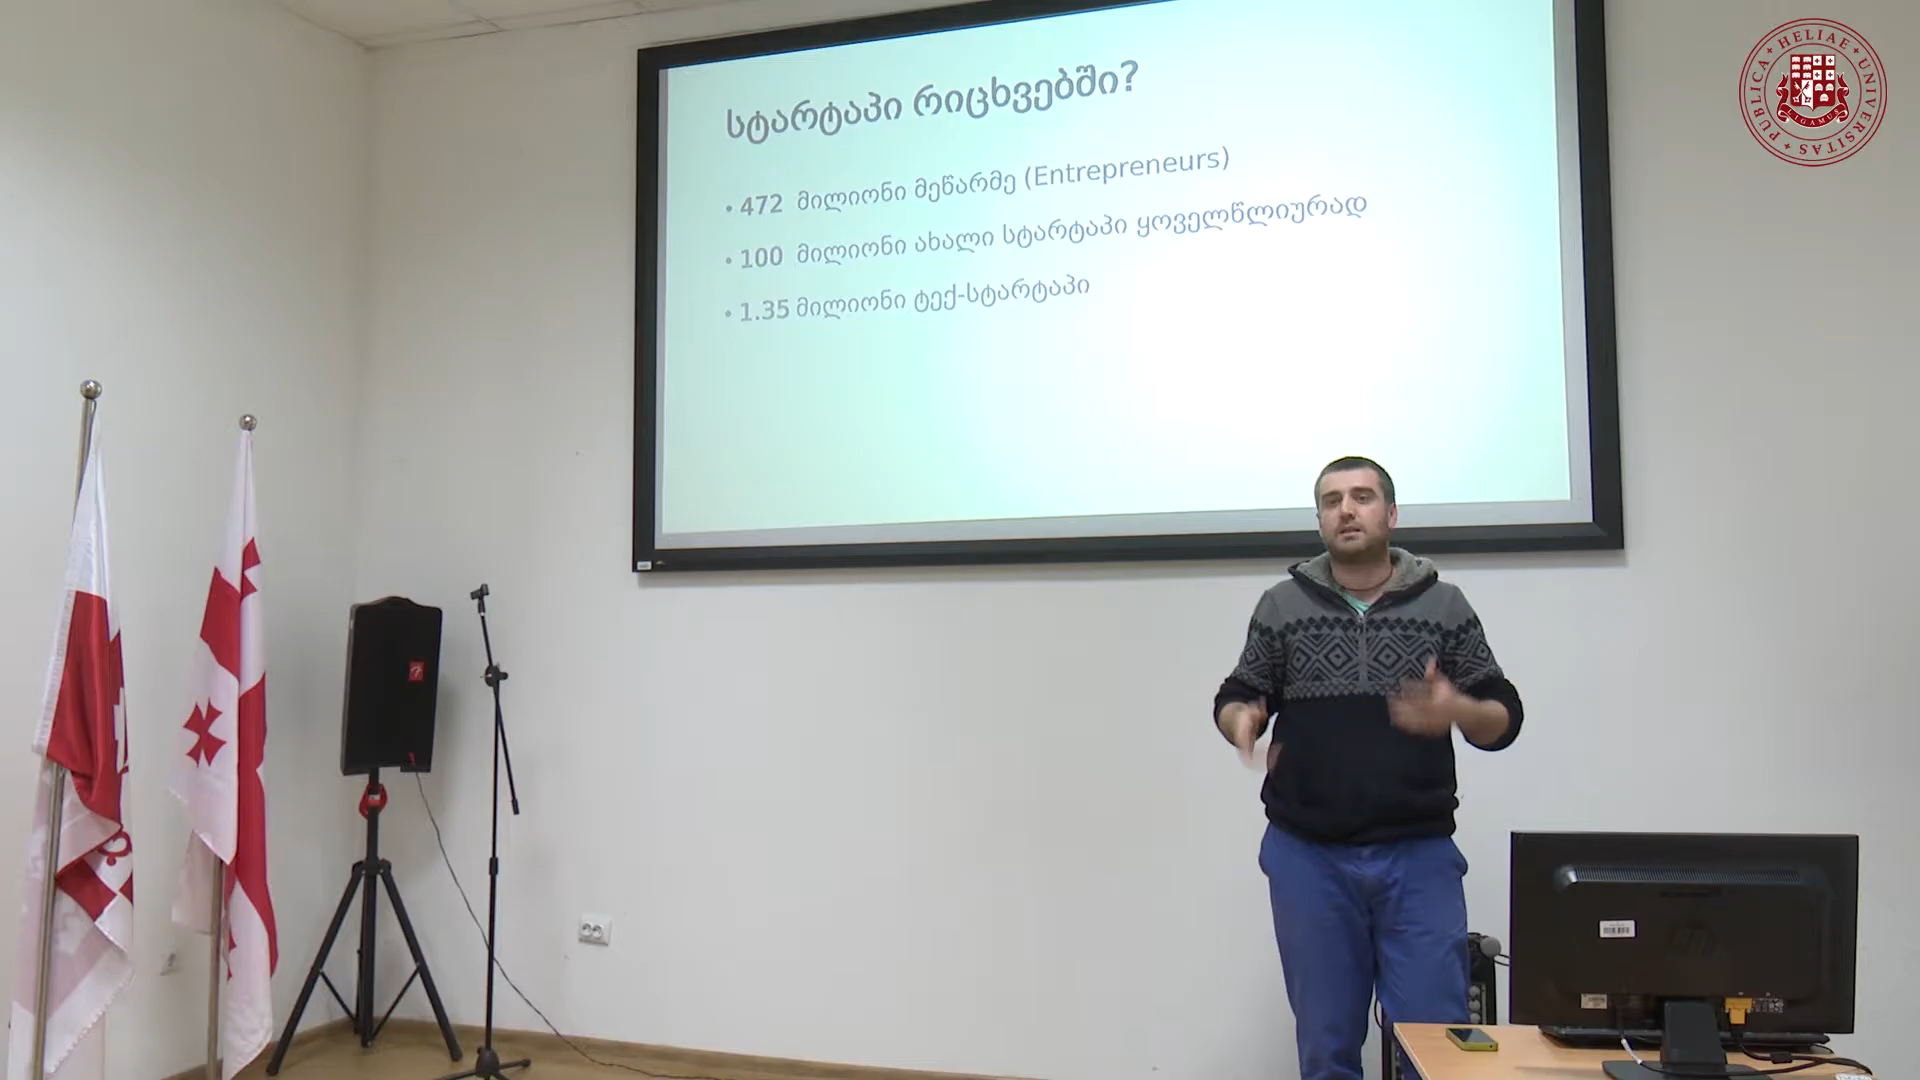 სტარტაპი რიცხვებში?
• 472 მილიონი მეწარმე (Entrepreneurs)
• 100 მილიონი ახალი სტარტაპი ყოველწლიურად
• 1.35 მილიონი ტექ-სტარტაპი
PUBLICA * HELIAE * UNIVERSITAS
LIGAMUS